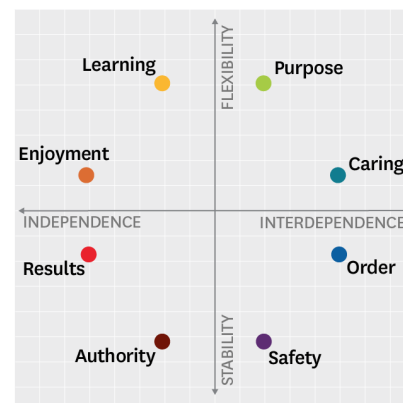 FLEXIBILITY
Learning
Purpose
Enjoyment
Caring
INDEPENDENCE
INTERDEPENDENCE
Results
Order
STABILITY
Authority
Safety